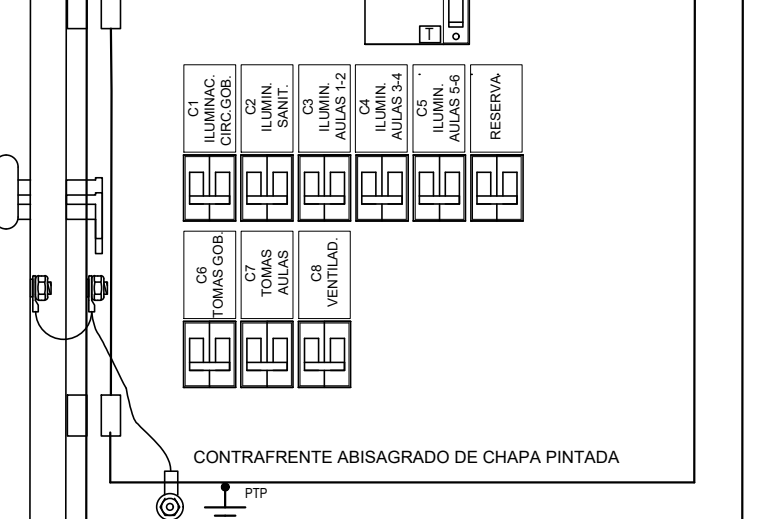 T
C1
ILUMINAC.
CIRC.GOB.
C2
ILUMIN.
SANIT.
C3
ILUMIN.
AULAS 1-2
C4
ILUMIN.
AULAS 3-4
C5
ILUMIN.
AULAS 5-6
RESERVA
C6
TOMAS GOB.
C7
TOMAS
AULAS
C8
VENTILAD.
CONTRAFRENTE ABISAGRADO DE CHAPA PINTADA
PTP